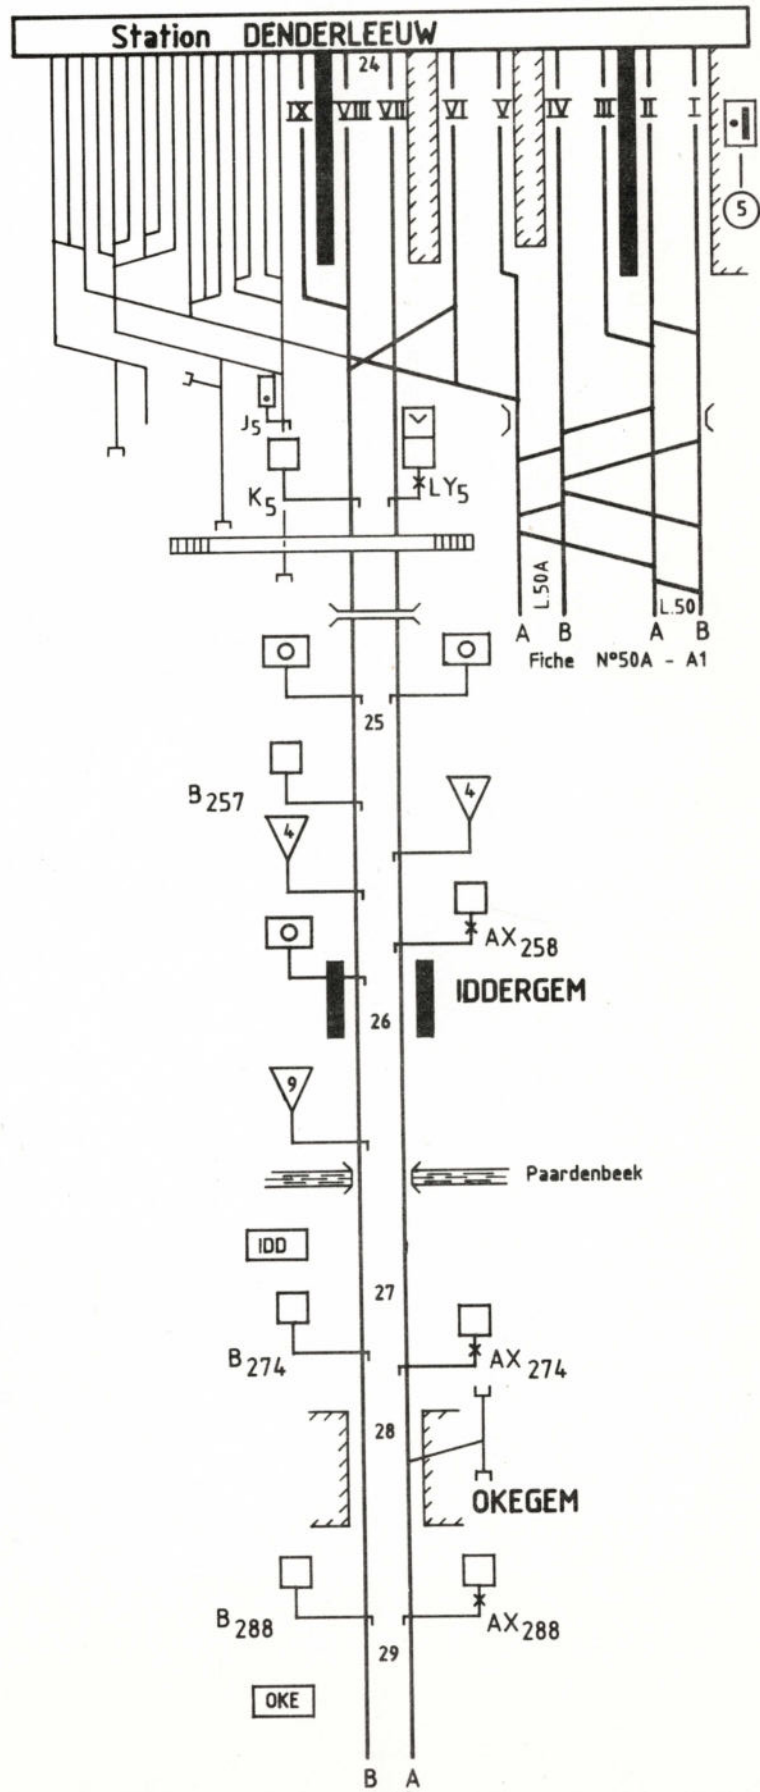 Station DENDERLEEUW
24
IX VIII VII VI V IV III II I
5
J5
K5
LY5
L.50A
L.50
A B A B
Fiche N°50A - A1
25
B257
4
4
AX258
IDDERGEM
26
9
Paardenbeek
IDD
27
B274
AX274
28
OKEGEM
B288
AX288
29
OKE
B A